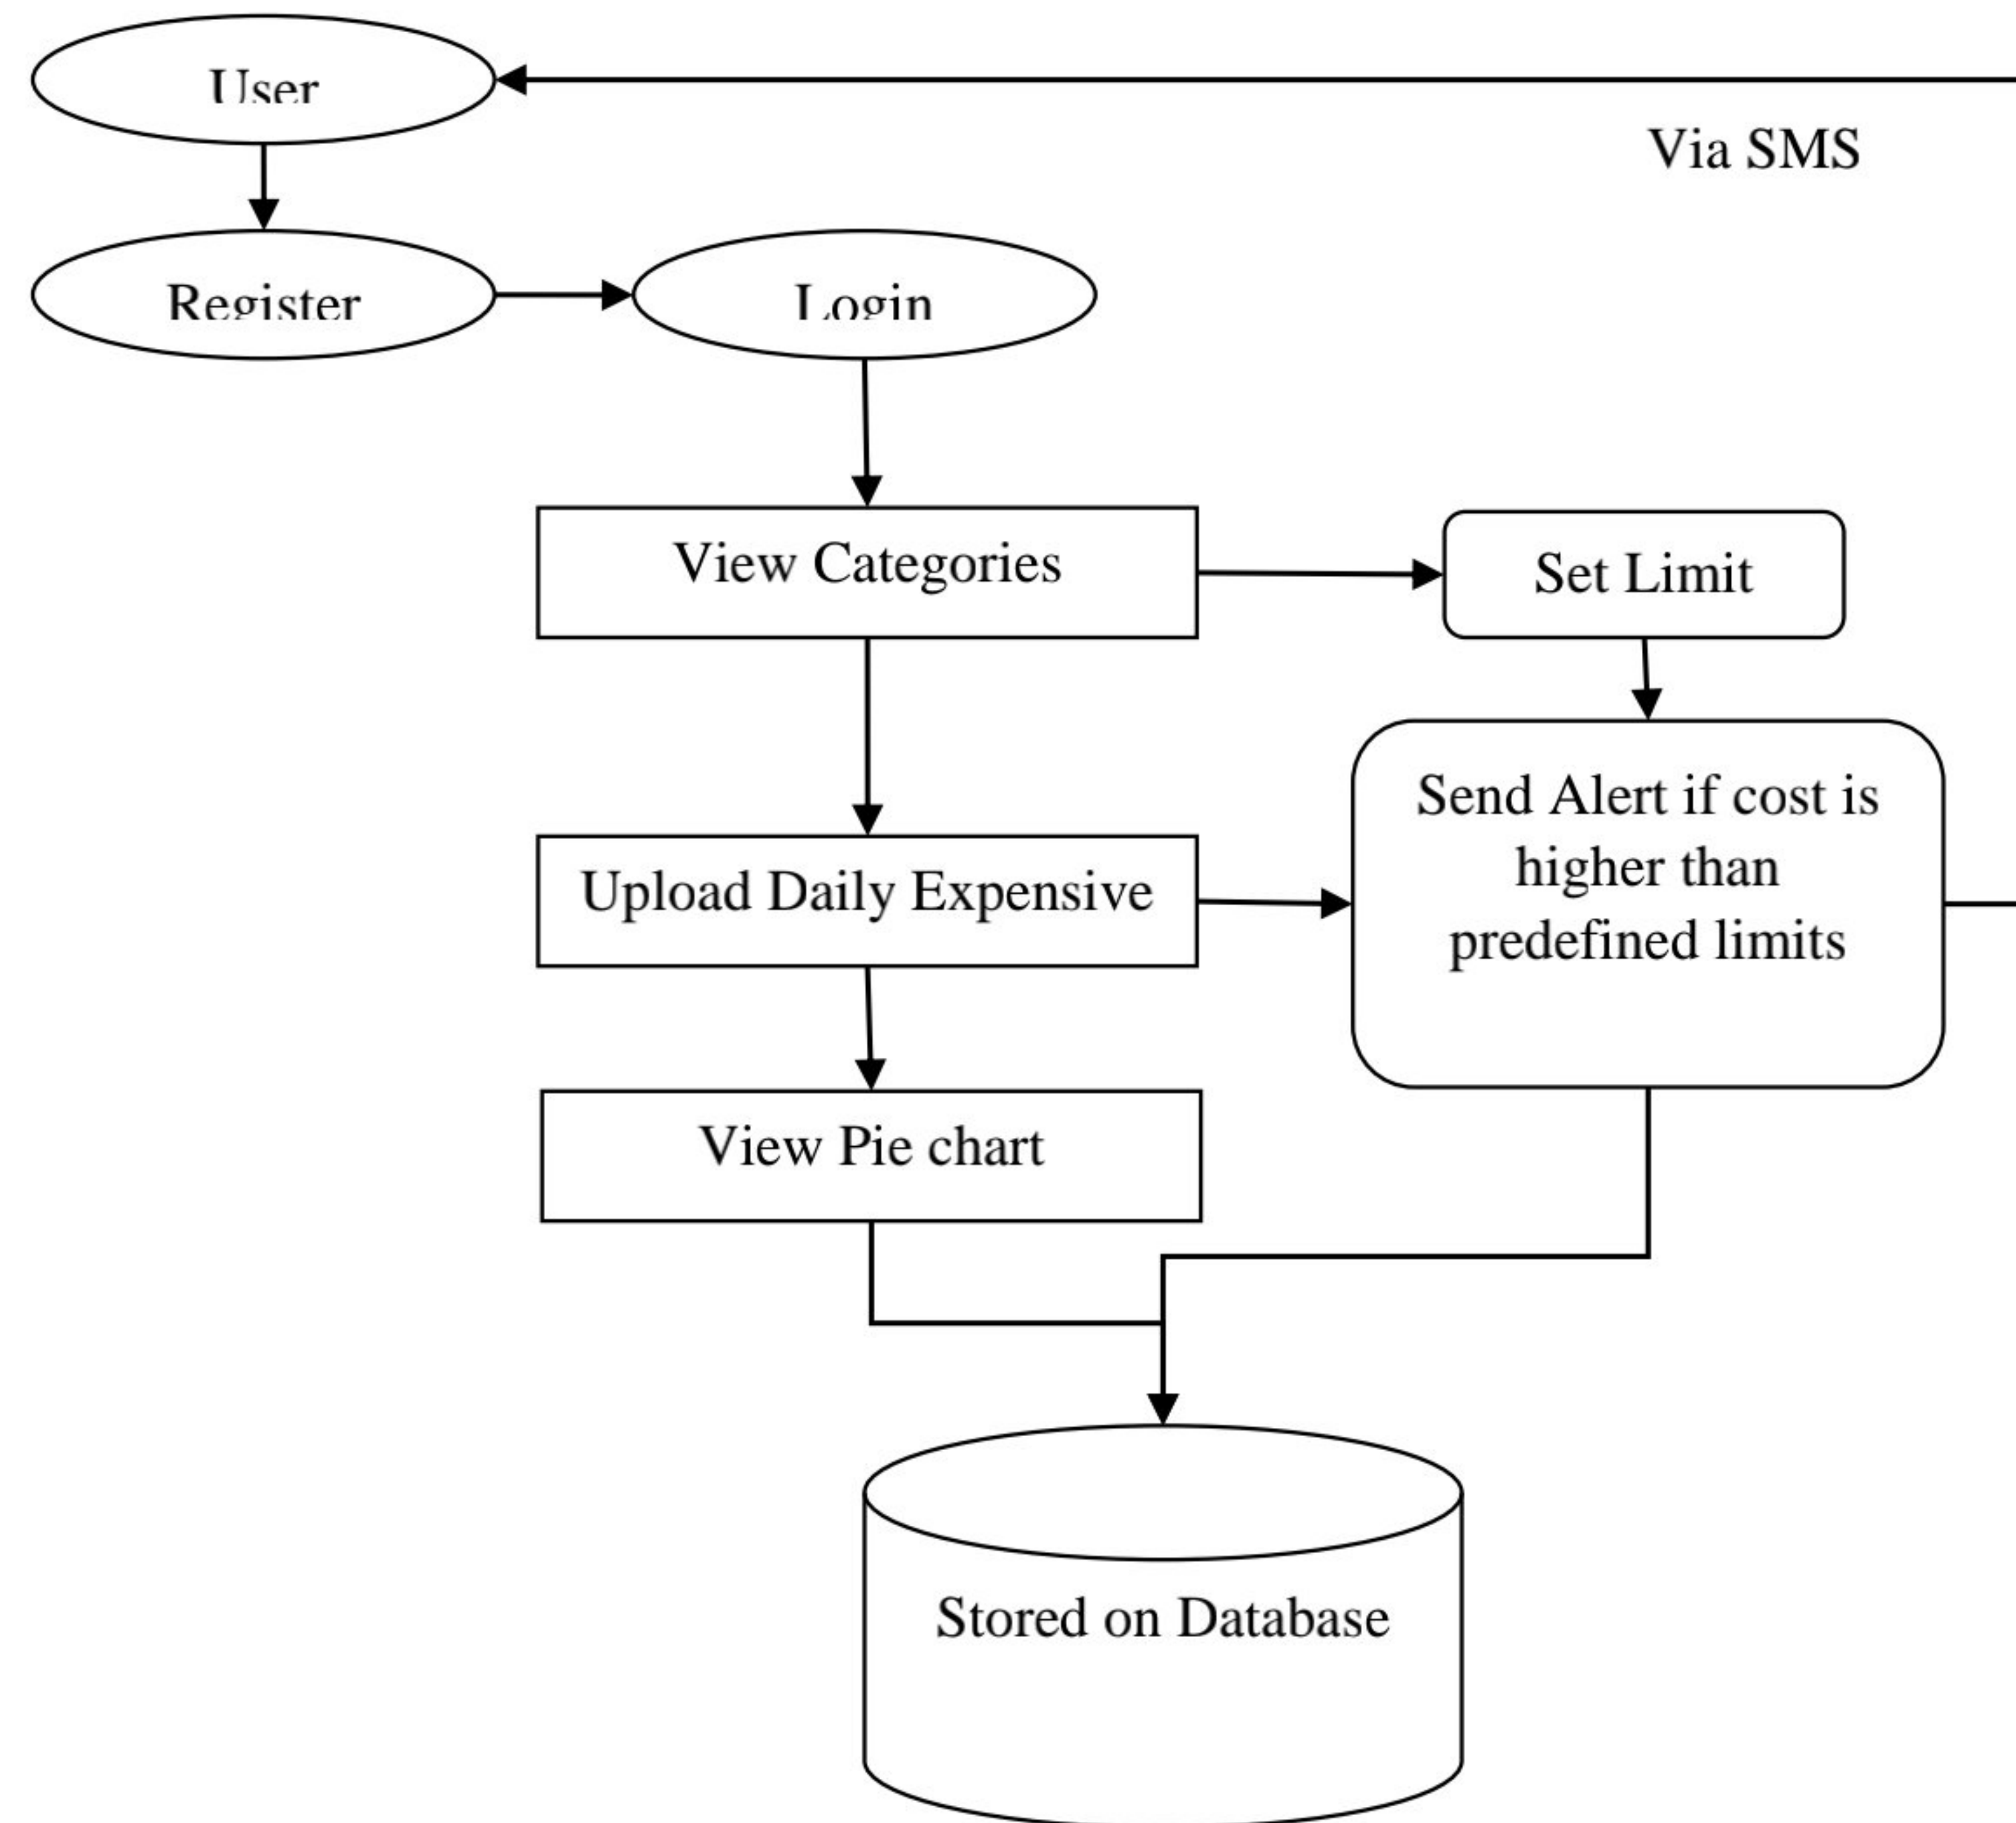 User
Via SMS
Register
Login
View Categories
Set Limit
Send Alert if cost is
higher than
predefined limits
Upload Daily Expensive
View Pie chart
Stored on Database